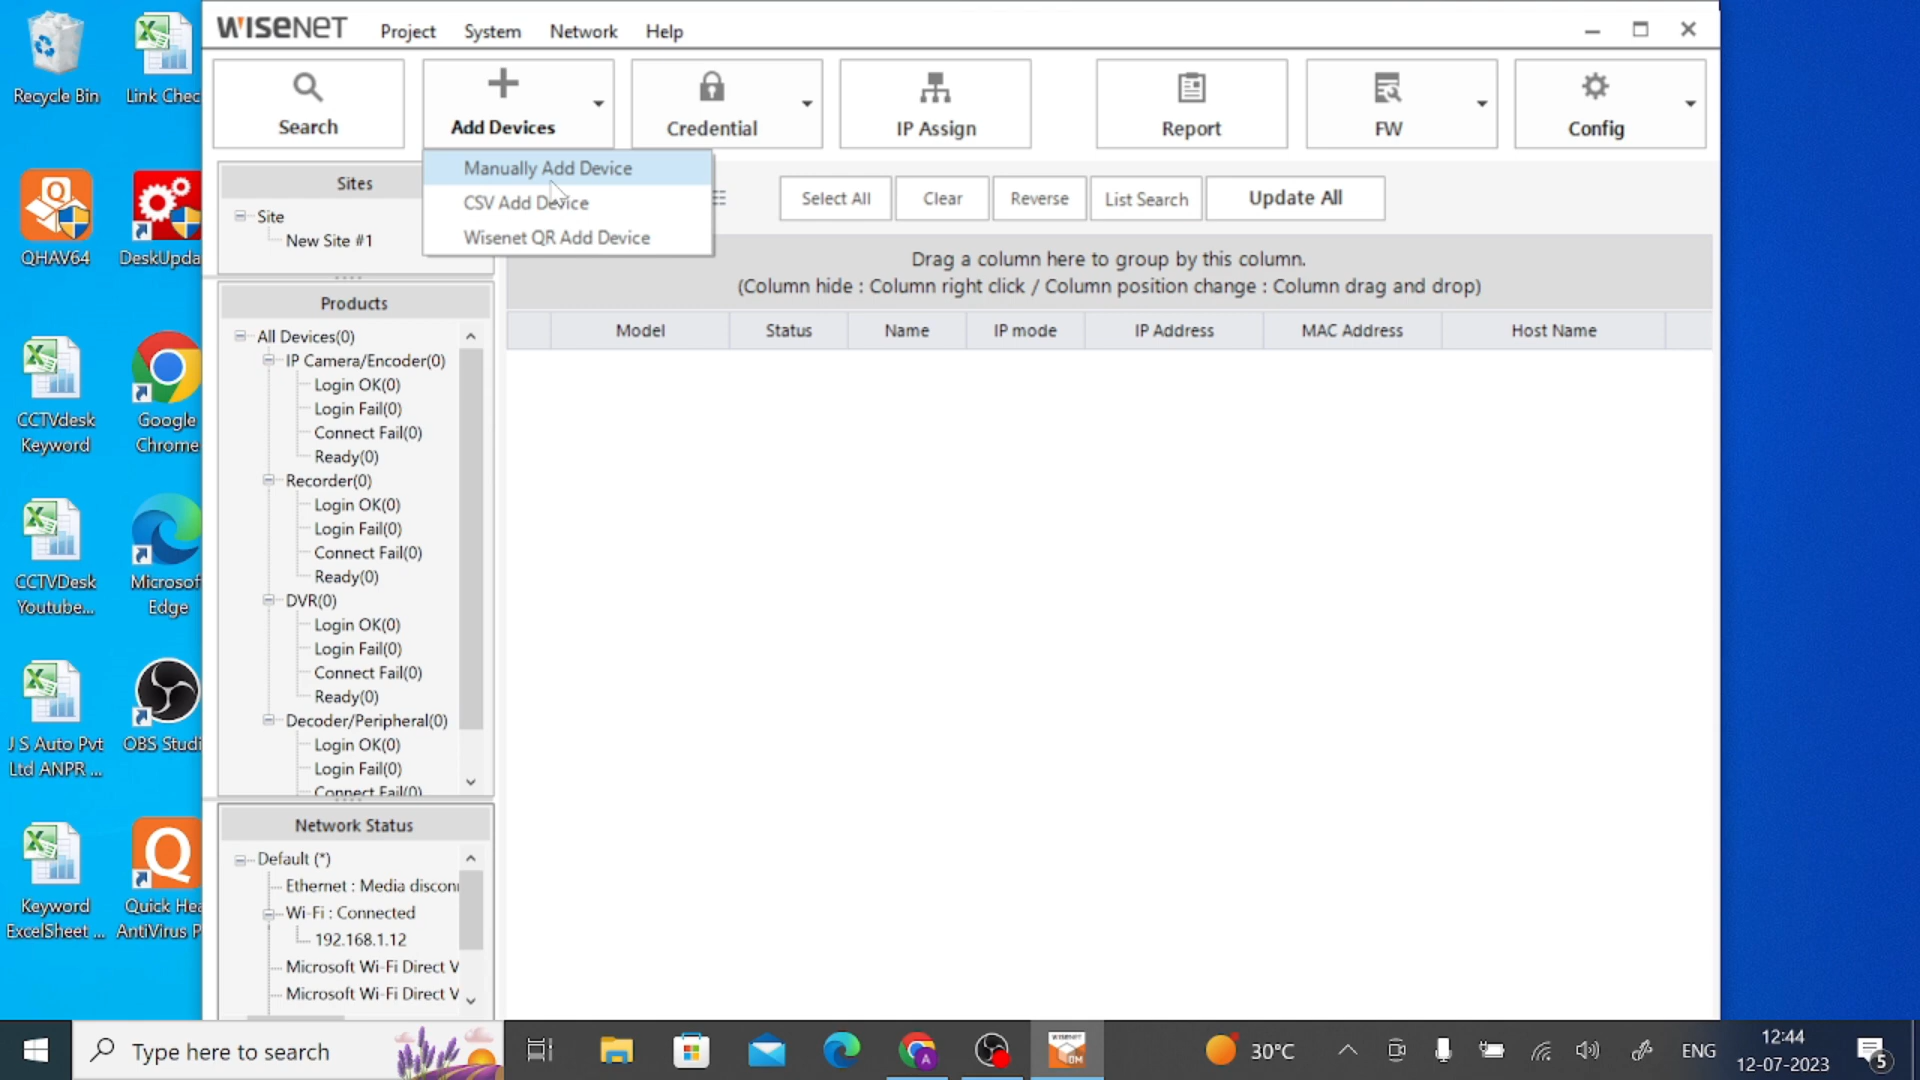 WISENET
Project System Network Help
Search
Add Devices
Credential
IP Assign
Report
FW
Config
Manually Add Device
CSV Add Device
Wisenet QR Add Device
Sites
Site
New Site #1
Select All
Clear
Reverse
List Search
Update All
Drag a column here to group by this column.
(Column hide : Column right click / Column position change : Column drag and drop)
Model Status Name IP mode IP Address MAC Address Host Name
Products
All Devices(0)
IP Camera/Encoder(0)
Login OK(0)
Login Fail(0)
Connect Fail(0)
Ready(0)
Recorder(0)
Login OK(0)
Login Fail(0)
Connect Fail(0)
Ready(0)
DVR(0)
Login OK(0)
Login Fail(0)
Connect Fail(0)
Ready(0)
Decoder/Peripheral(0)
Login OK(0)
Login Fail(0)
Connect Fail(0)
Network Status
Default (*)
Ethernet : Media disconn
Wi-Fi : Connected
192.168.1.12
Microsoft Wi-Fi Direct V
Microsoft Wi-Fi Direct V
Recycle Bin
Link Chec
QHAV64
DeskUpda
CCTVdesk
Keyword
Google
Chrome
CCTVDesk
Youtube...
Microsof
Edge
J S Auto Pvt
Ltd ANPR ...
OBS Studi
Keyword
ExcelSheet ...
Quick Hea
AntiVirus P
Type here to search
30°C
ENG
12:44
12-07-2023
5